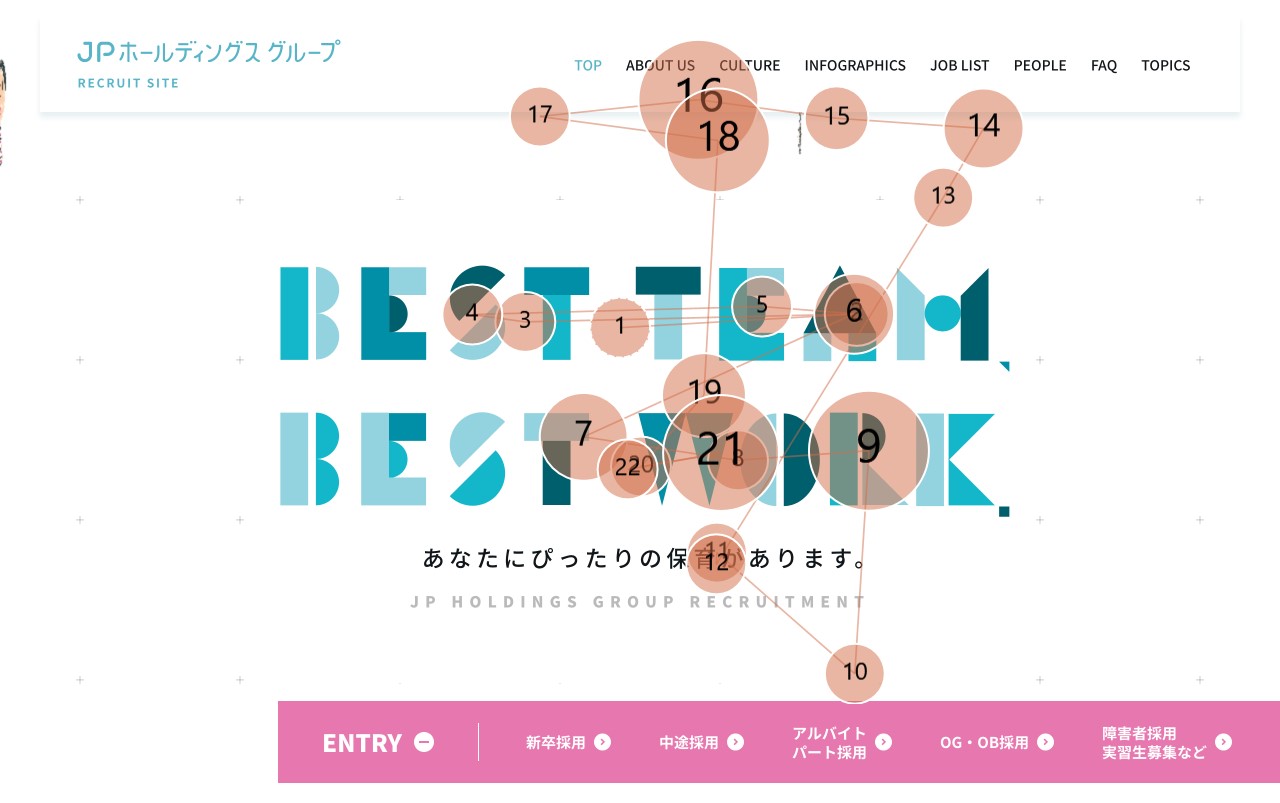 JPホールディングス グループ
RECRUIT SITE
TOP ABOUT US CULTURE INFOGRAPHICS JOB LIST PEOPLE FAQ TOPICS
16
17
15
18
14
13
BEST TEAM
4
3
1
5
6
BEST WORK
19
7
21
9
22
20
8
あなたにぴったりの保育があります。
11
12
JP HOLDINGS GROUP RECRUITMENT
10
ENTRY
新卒採用
中途採用
アルバイト
パート採用
OG・OB採用
障害者採用
実習生募集など